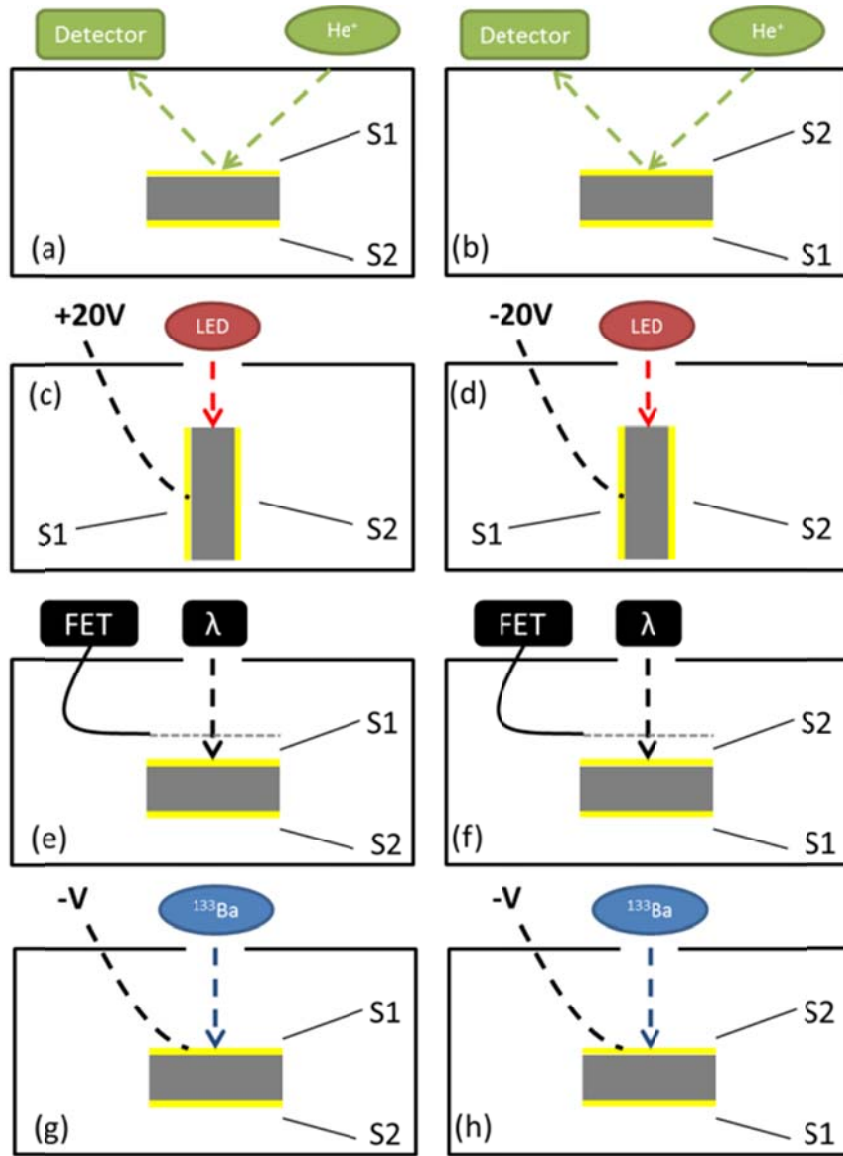 Detector He⁺ Detector He⁺
S1 S2
(a) S2 (b) S1
+20V LED -20V LED
(c) (d)
S1 S2 S1 S2
FET λ FET λ
S1 S2
(e) S2 (f) S1
-V ¹³³Ba -V ¹³³Ba
S1 S2
(g) S2 (h) S1